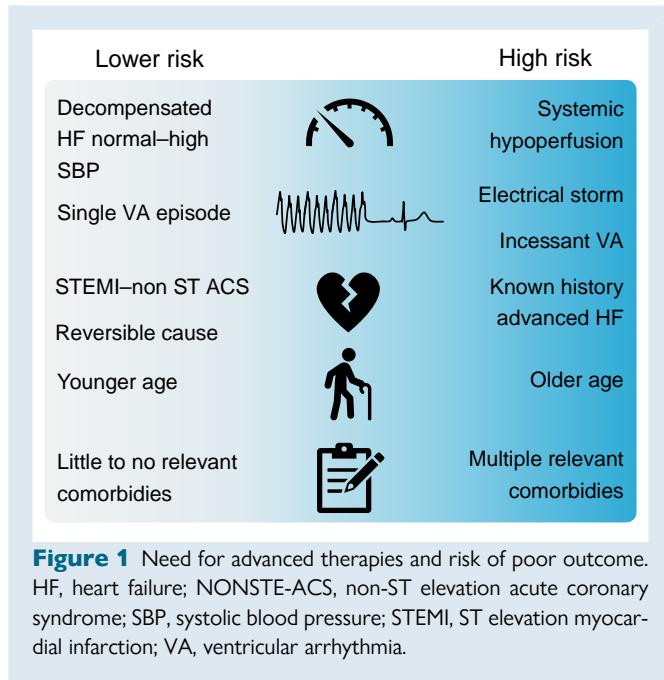 Lower risk
High risk
Decompensated
HF normal–high
SBP
Systemic
hypoperfusion
Single VA episode
Electrical storm
Incessant VA
STEMI–non ST ACS
Reversible cause
Known history
advanced HF
Younger age
Older age
Little to no relevant
comorbidies
Multiple relevant
comorbidies
Figure 1 Need for advanced therapies and risk of poor outcome.
HF, heart failure; NONSTE-ACS, non-ST elevation acute coronary
syndrome; SBP, systolic blood pressure; STEMI, ST elevation myocar-
dial infarction; VA, ventricular arrhythmia.